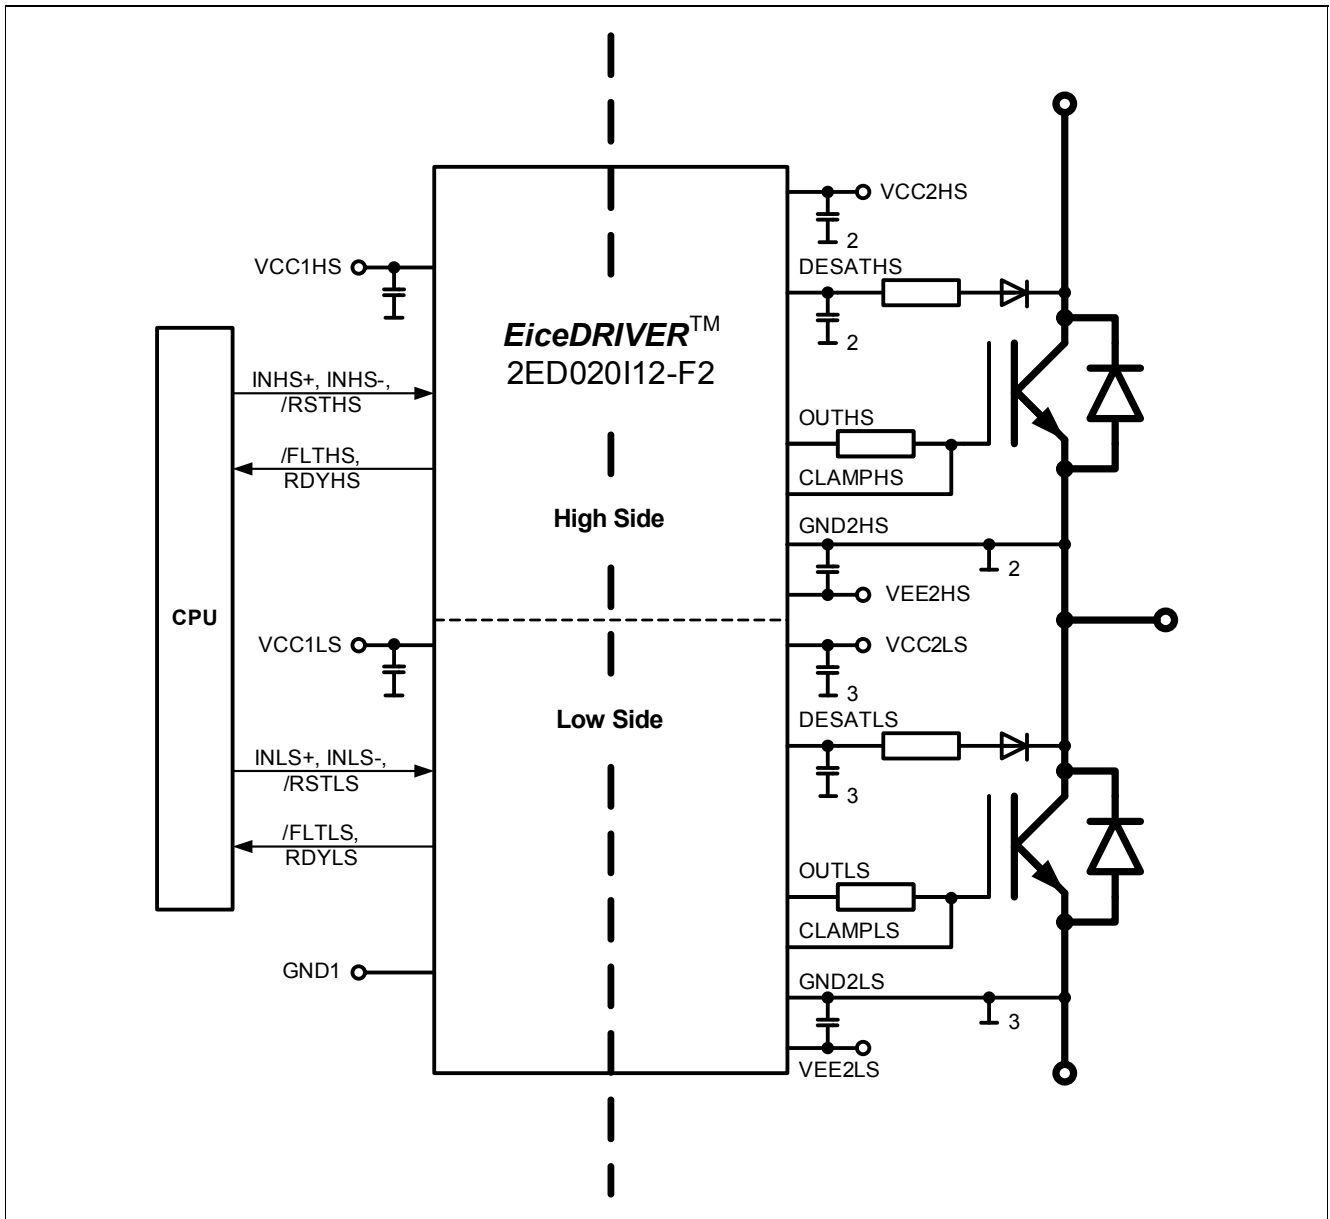 VCC2HS
2
VCC1HS
DESATHS
EiceDRIVER™
2ED020I12-F2
2
INHS+, INHS-,
/RSTHS
OUTHS
/FLTHS,
RDYHS
CLAMPHS
High Side
GND2HS
2
VEE2HS
CPU
VCC1LS
VCC2LS
3
Low Side
DESATLS
INLS+, INLS-,
/RSTLS
3
/FLTLS,
RDYLS
OUTLS
CLAMPLS
GND1
GND2LS
3
VEE2LS